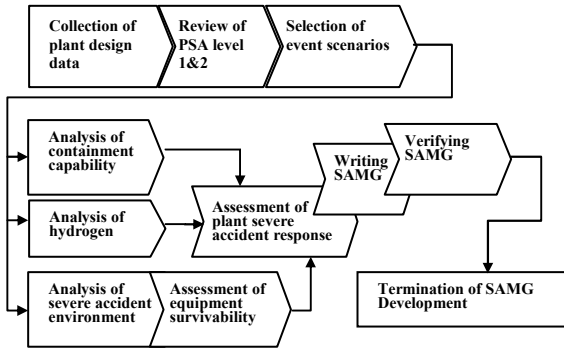 Collection of
plant design
data
Review of
PSA level
1&2
Selection of
event scenarios
Analysis of
containment
capability
Analysis of
hydrogen
Analysis of
severe accident
environment
Assessment of
equipment
survivability
Assessment of
plant severe
accident response
Writing
SAMG
Verifying
SAMG
Termination of SAMG
Development